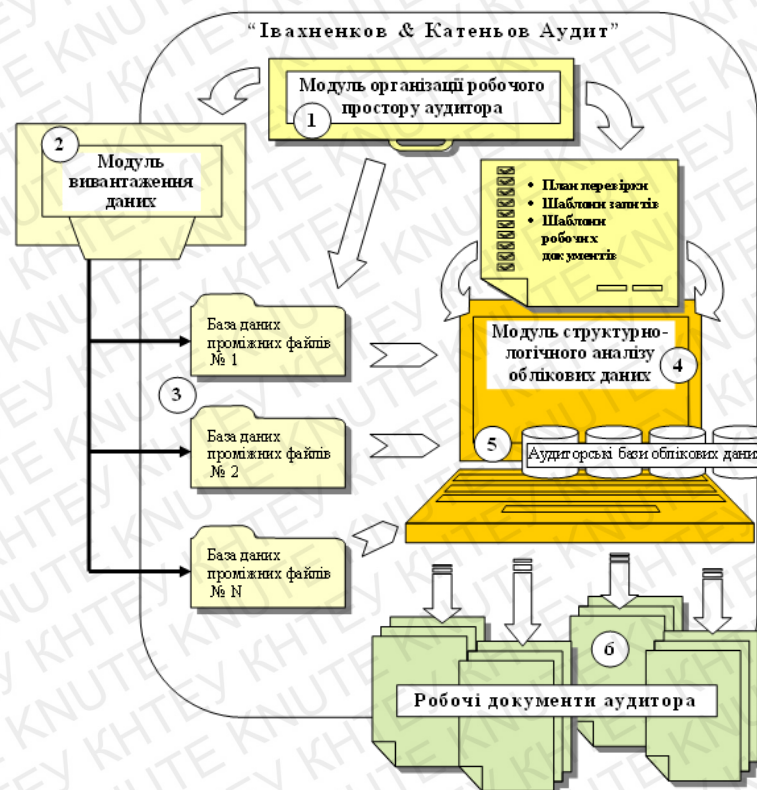 “Івахненков & Катеньов Аудит”
Модуль організації робочого
простору аудитора
1
2
Модуль
вивантаження
даних
• План перевірки
• Шаблони запитів
• Шаблони
робочих
документів
База даних
проміжних файлів
№ 1
3
База даних
проміжних файлів
№ 2
База даних
проміжних файлів
№ N
Модуль структурно-
логічного аналізу
облікових даних
4
5
Аудиторські бази облікових даних
6
Робочі документи аудитора